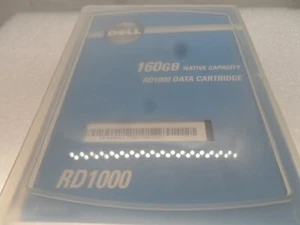 DELL
160GB NATIVE CAPACITY
RD1000 DATA CARTRIDGE
RD1000